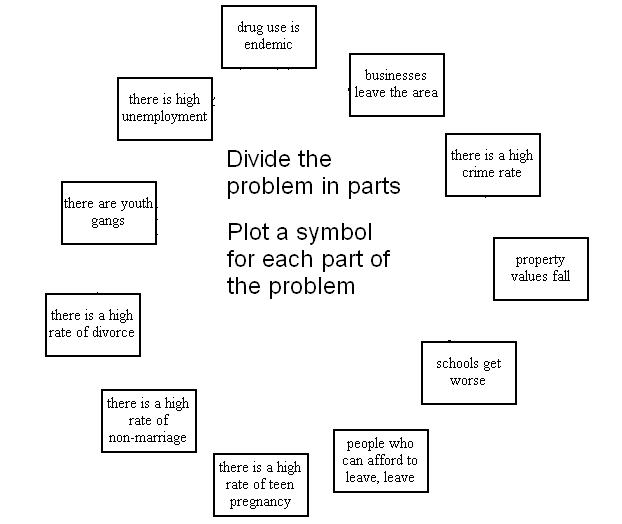 drug use is
endemic
businesses
leave the area
there is a high
crime rate
property
values fall
schools get
worse
people who
can afford to
leave, leave
there is a high
rate of teen
pregnancy
there is a high
rate of
non-marriage
there is a high
rate of divorce
there are youth
gangs
there is high
unemployment
Divide the
problem in parts
Plot a symbol
for each part of
the problem